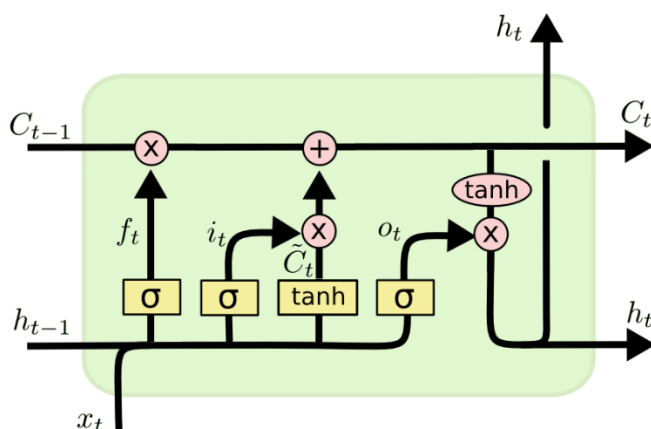 h_t
C_{t-1}
x
+
C_t
tanh
f_t
i_t
x
C̃_t
o_t
x
σ
σ
tanh
σ
h_{t-1}
h_t
x_t